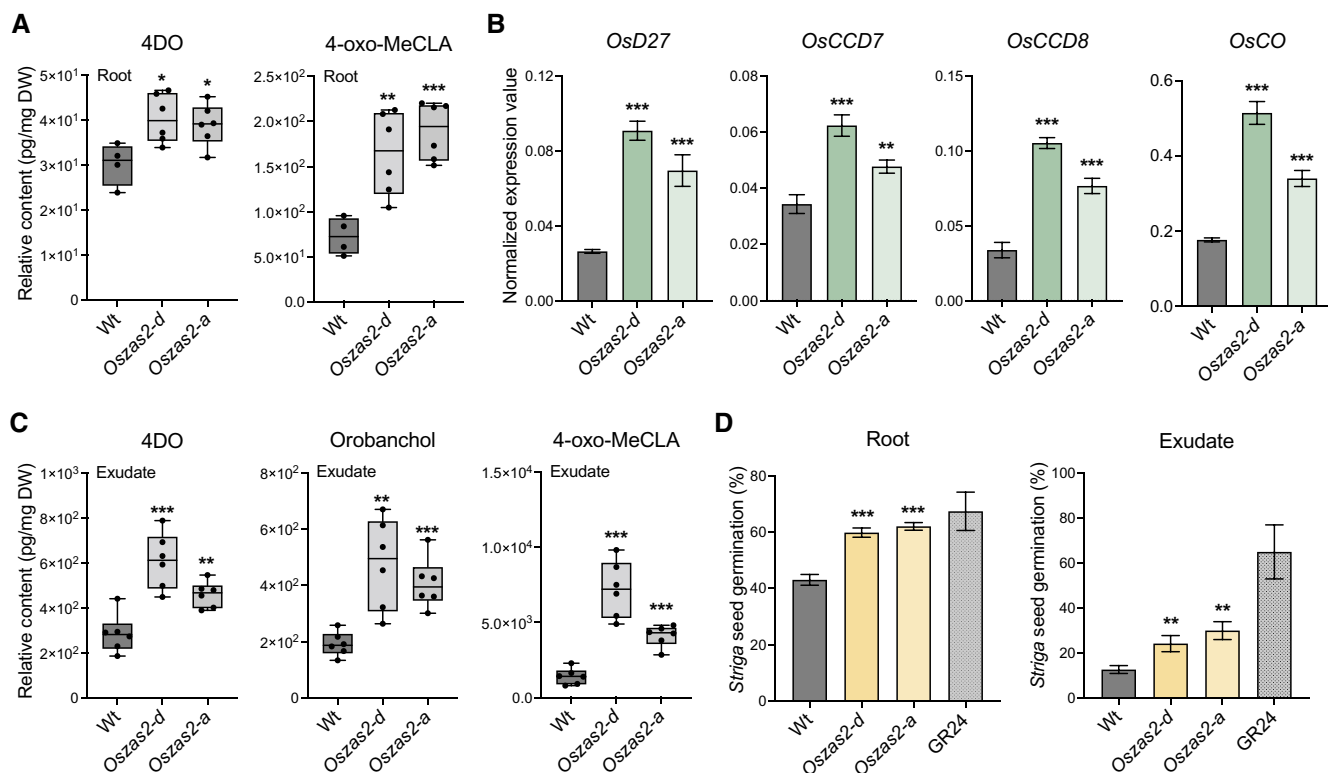 A
4DO
4-oxo-MeCLA
Relative content (pg/mg DW)
Root
5×10¹
4×10¹
3×10¹
2×10¹
1×10¹
0
*
*
Wt
Oszas2-d
Oszas2-a
Root
2.5×10²
2.0×10²
1.5×10²
1.0×10²
5.0×10¹
0.0
**
***
Wt
Oszas2-d
Oszas2-a
B
OsD27
OsCCD7
OsCCD8
OsCO
Normalized expression value
0.12
0.08
0.04
0.00
***
***
Wt
Oszas2-d
Oszas2-a
0.08
0.06
0.04
0.02
0.00
***
**
Wt
Oszas2-d
Oszas2-a
0.15
0.10
0.05
0.00
***
***
Wt
Oszas2-d
Oszas2-a
0.6
0.4
0.2
0.0
***
***
Wt
Oszas2-d
Oszas2-a
C
4DO
Orobanchol
4-oxo-MeCLA
Relative content (pg/mg DW)
Exudate
1×10³
8×10²
6×10²
4×10²
2×10²
0
***
**
Wt
Oszas2-d
Oszas2-a
Exudate
8×10²
6×10²
4×10²
2×10²
0
**
***
Wt
Oszas2-d
Oszas2-a
Exudate
1.5×10⁴
1.0×10⁴
5.0×10³
0.0
***
***
Wt
Oszas2-d
Oszas2-a
D
Root
Exudate
Striga seed germination (%)
80
60
40
20
0
***
***
Wt
Oszas2-d
Oszas2-a
GR24
Striga seed germination (%)
100
80
60
40
20
0
**
**
Wt
Oszas2-d
Oszas2-a
GR24